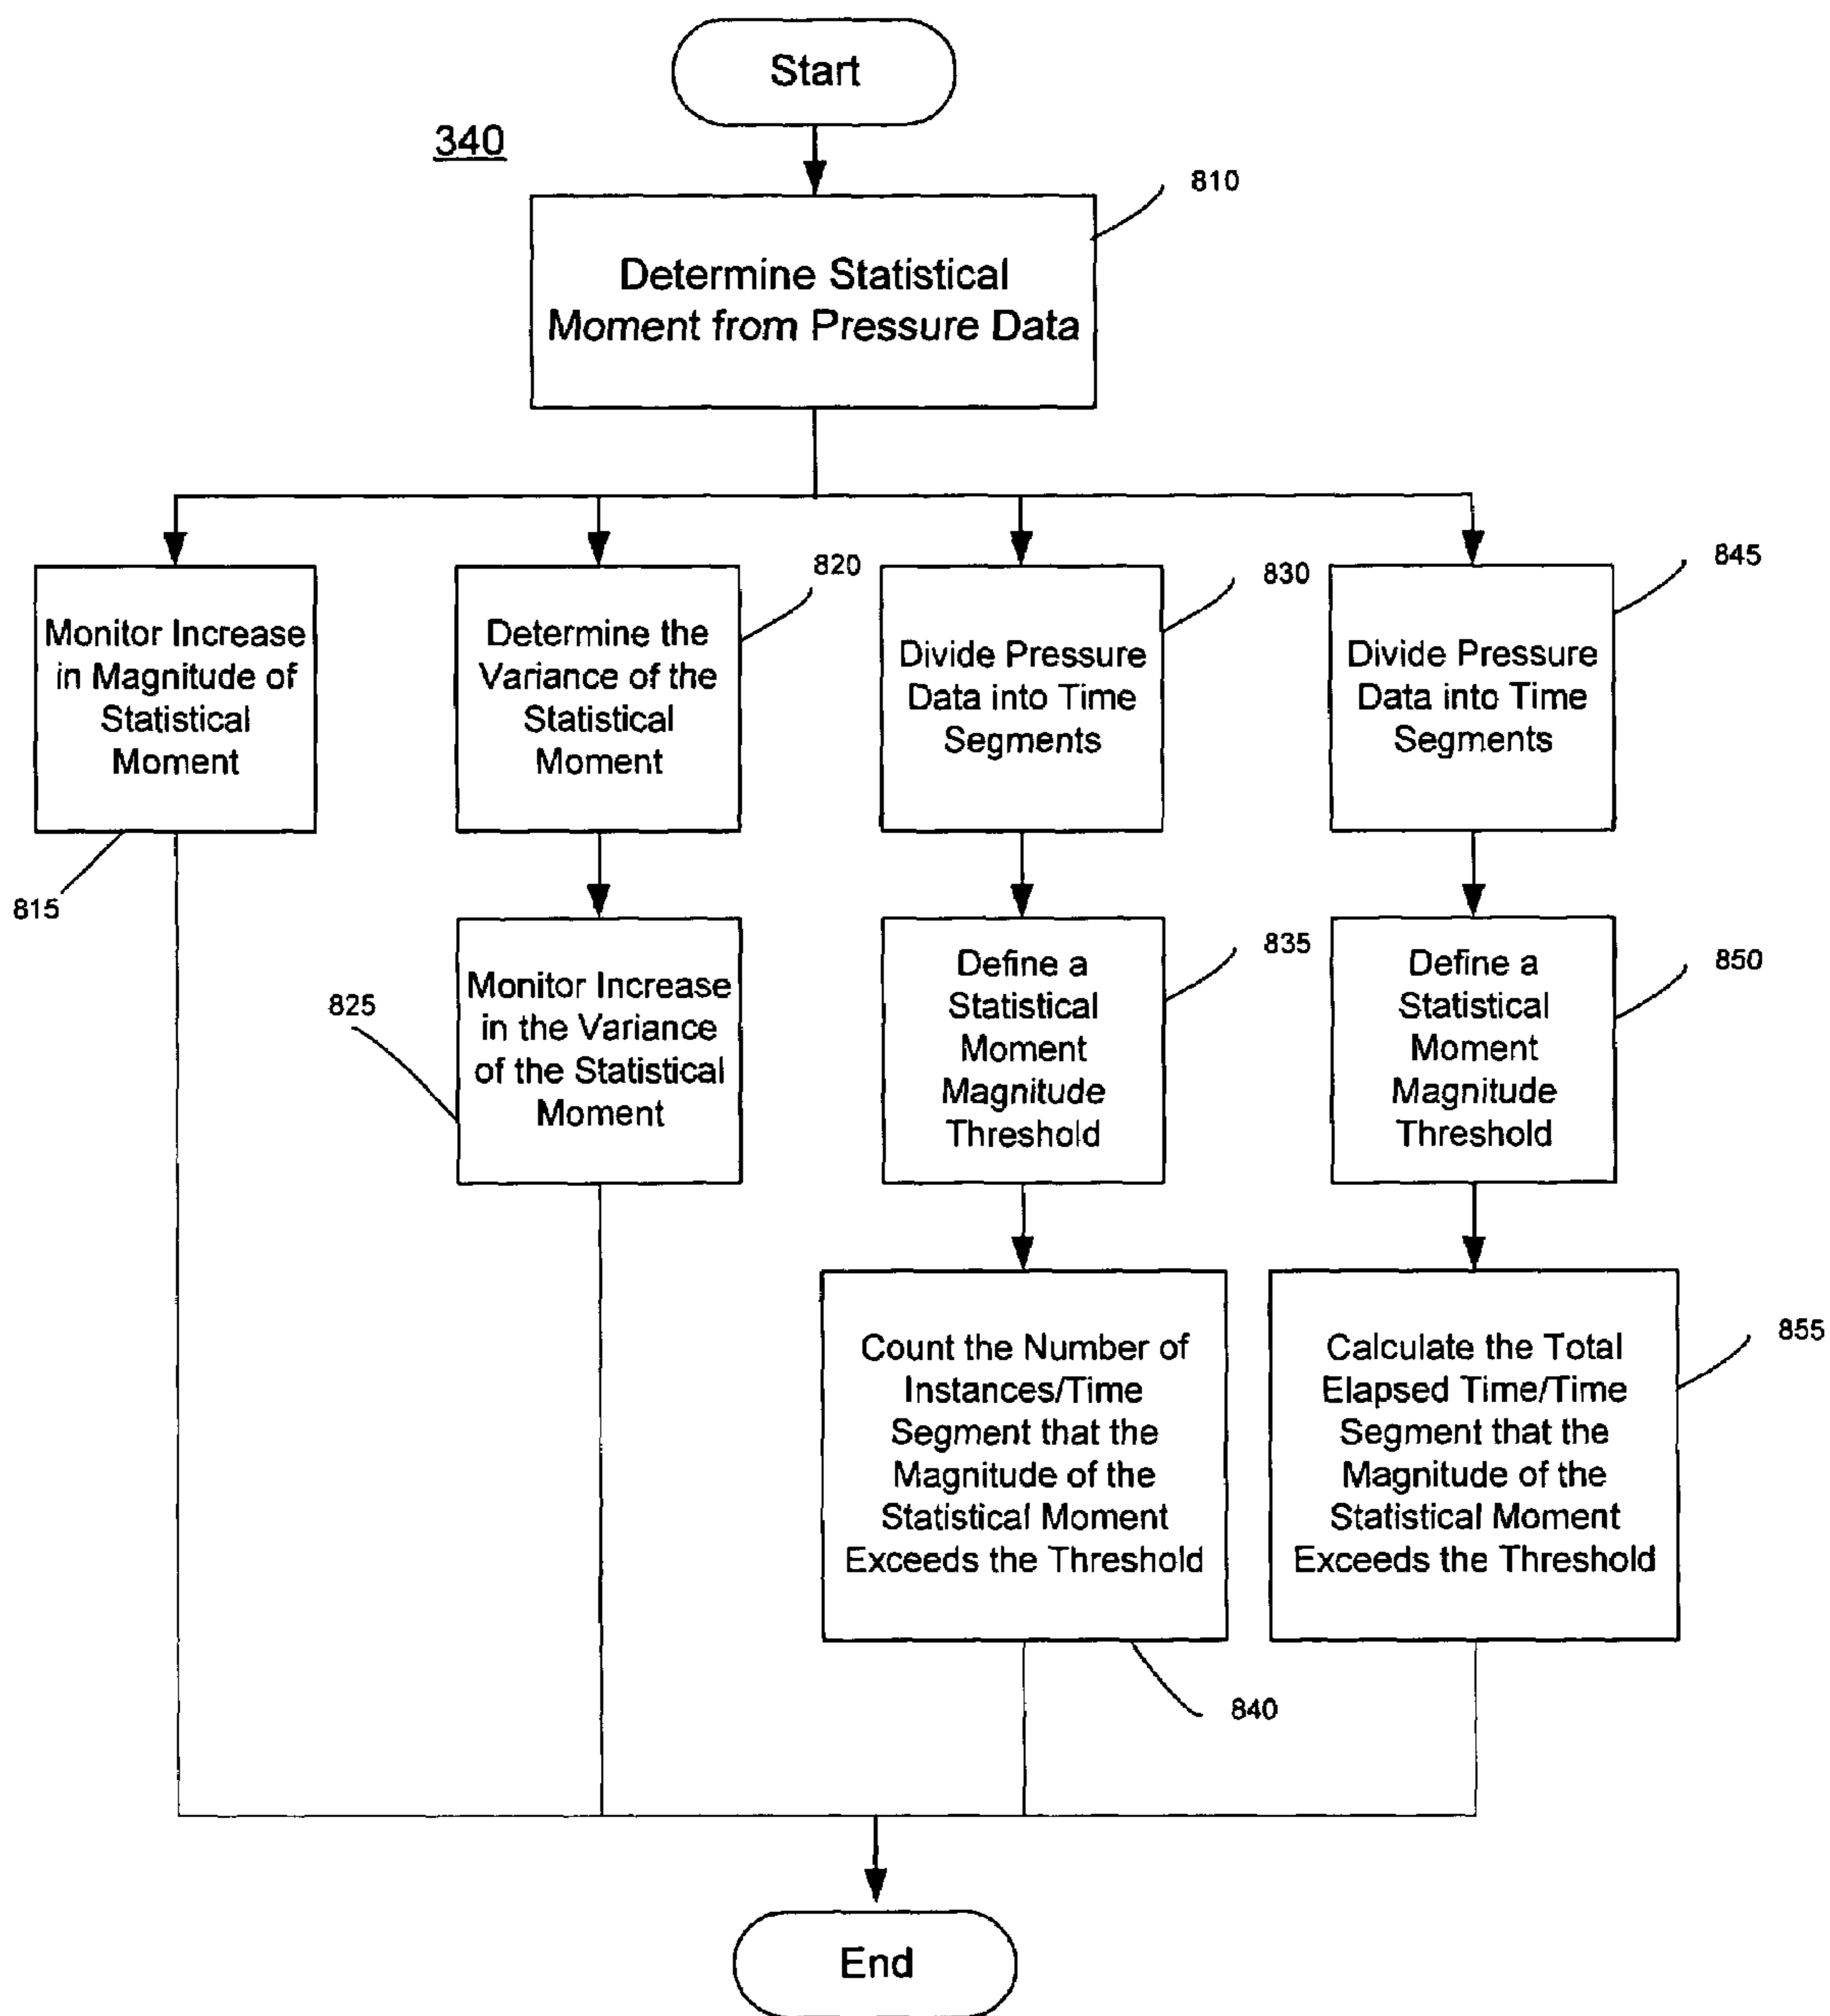 Start
340
810
Determine Statistical
Moment from Pressure Data
Monitor Increase
in Magnitude of
Statistical
Moment
815
820
Determine the
Variance of the
Statistical
Moment
830
Divide Pressure
Data into Time
Segments
845
Divide Pressure
Data into Time
Segments
825
Monitor Increase
in the Variance
of the Statistical
Moment
835
Define a
Statistical
Moment
Magnitude
Threshold
850
Define a
Statistical
Moment
Magnitude
Threshold
Count the Number of
Instances/Time
Segment that the
Magnitude of the
Statistical Moment
Exceeds the Threshold
840
855
Calculate the Total
Elapsed Time/Time
Segment that the
Magnitude of the
Statistical Moment
Exceeds the Threshold
End